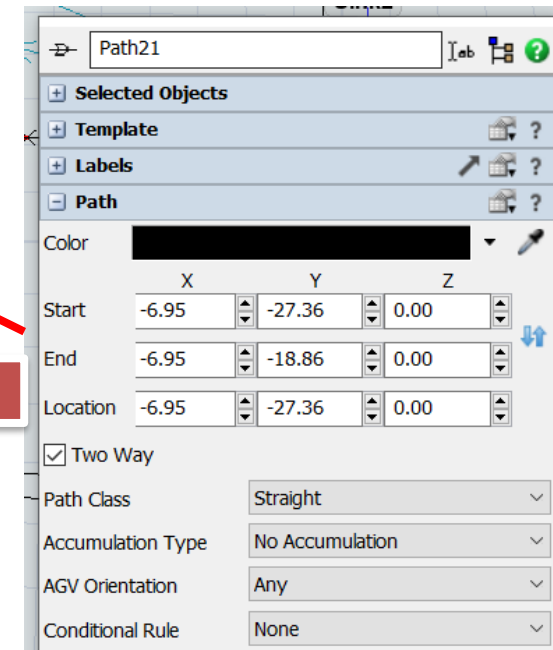 Path21
Selected Objects
Template
Labels
Path
Color
X Y Z
Start -6.95 -27.36 0.00
End -6.95 -18.86 0.00
Location -6.95 -27.36 0.00
Two Way
Path Class Straight
Accumulation Type No Accumulation
AGV Orientation Any
Conditional Rule None